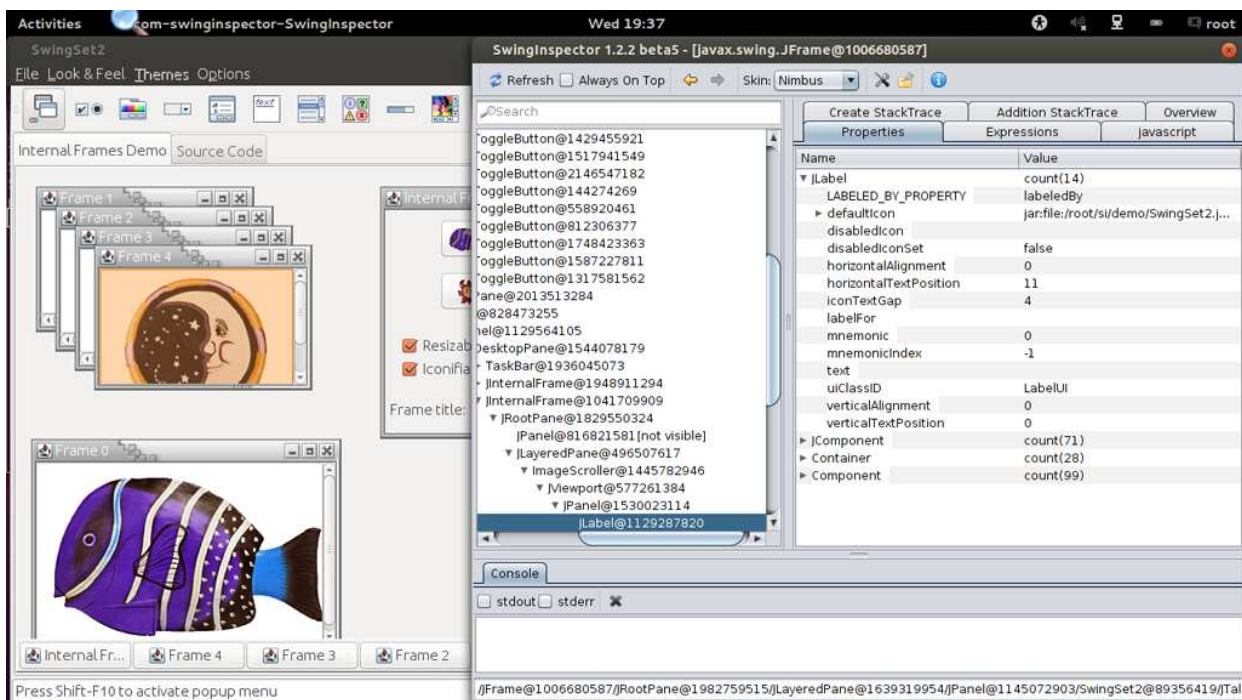 Activities com-swinginspector-SwingInspector Wed 19:37 root
SwingSet2
File Look & Feel Themes Options
text
Internal Frames Demo Source Code
Frame 1
Frame 2
Frame 3
Frame 4
Internal F
Resizab
Iconifia
Frame title:
Frame 0
Internal Fr... Frame 4 Frame 3 Frame 2
Press Shift-F10 to activate popup menu
SwingInspector 1.2.2 beta5 - [javax.swing.JFrame@1006680587]
Refresh Always On Top Skin: Nimbus
Search
oggleButton@1429455921
oggleButton@1517941549
oggleButton@2146547182
oggleButton@144274269
oggleButton@558920461
oggleButton@812306377
oggleButton@1748423363
oggleButton@1587227811
oggleButton@1317581562
Pane@2013513284
@828473255
nel@1129564105
DesktopPane@1544078179
TaskBar@1936045073
JInternalFrame@1948911294
JInternalFrame@1041709909
JRootPane@1829550324
JPanel@816821581[not visible]
JLayeredPane@496507617
ImageScroller@1445782946
JViewport@577261384
JPanel@1530023114
JLabel@1129287820
Create StackTrace Addition StackTrace Overview
Properties Expressions javascript
Name Value
JLabel count(14)
LABELED_BY_PROPERTY labeledBy
defaultIcon jar:file:/root/si/demo/SwingSet2.j...
disabledIcon
disabledIconSet false
horizontalAlignment 0
horizontalTextPosition 11
iconTextGap 4
labelFor
mnemonic 0
mnemonicIndex -1
text
uiClassID LabelUI
verticalAlignment 0
verticalTextPosition 0
JComponent count(71)
Container count(28)
Component count(99)
Console
stdout stderr
/JFrame@1006680587/JRootPane@1982759515/JLayeredPane@1639319954/JPanel@1145072903/SwingSet2@89356419/JTa